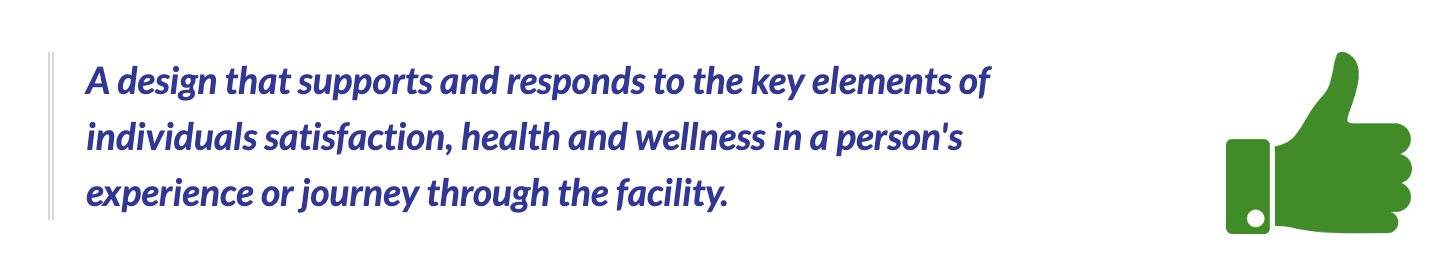 A design that supports and responds to the key elements of
individuals satisfaction, health and wellness in a person's
experience or journey through the facility.